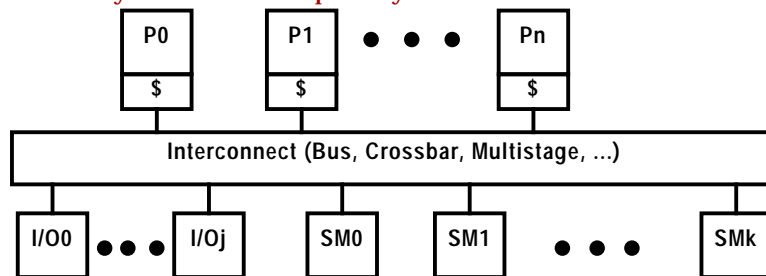 P0 P1 Pn
$ $ $
Interconnect (Bus, Crossbar, Multistage, ...)
I/O0 I/Oj SM0 SM1 SMk